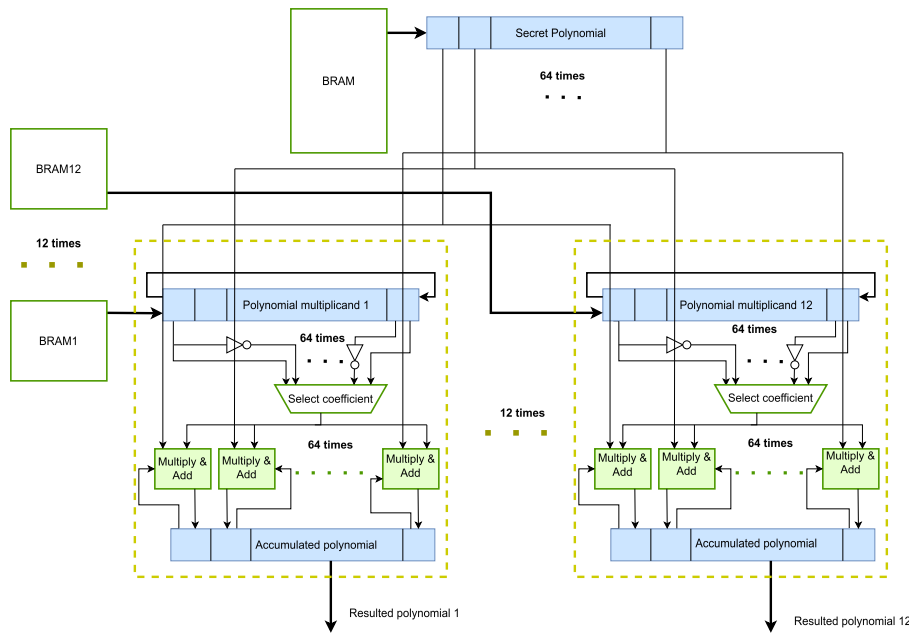 BRAM
Secret Polynomial
64 times
BRAM12
12 times
BRAM1
Polynomial multiplicand 1
64 times
Select coefficient
64 times
Multiply &
Add
Multiply &
Add
Multiply &
Add
Accumulated polynomial
Resulted polynomial 1
12 times
Polynomial multiplicand 12
64 times
Select coefficient
64 times
Multiply &
Add
Multiply &
Add
Multiply &
Add
Accumulated polynomial
Resulted polynomial 12